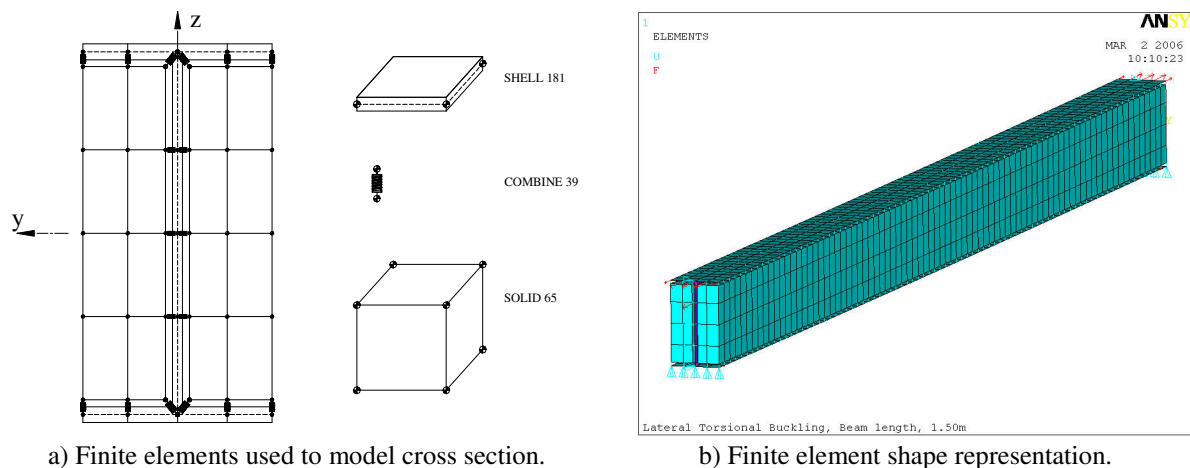 z
y
SHELL 181
COMBINE 39
SOLID 65
a) Finite elements used to model cross section.
1
ELEMENTS
U
F
ANSY
MAR 2 2006
10:10:23
Lateral Torsional Buckling, Beam length, 1.50m
b) Finite element shape representation.